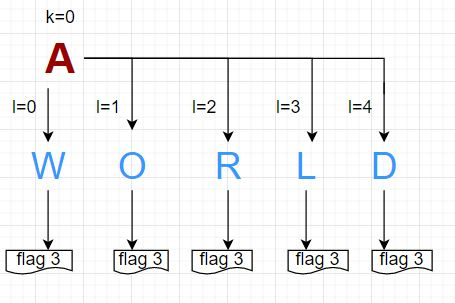 k=0
A
l=0 l=1 l=2 l=3 l=4
W O R L D
flag 3 flag 3 flag 3 flag 3 flag 3